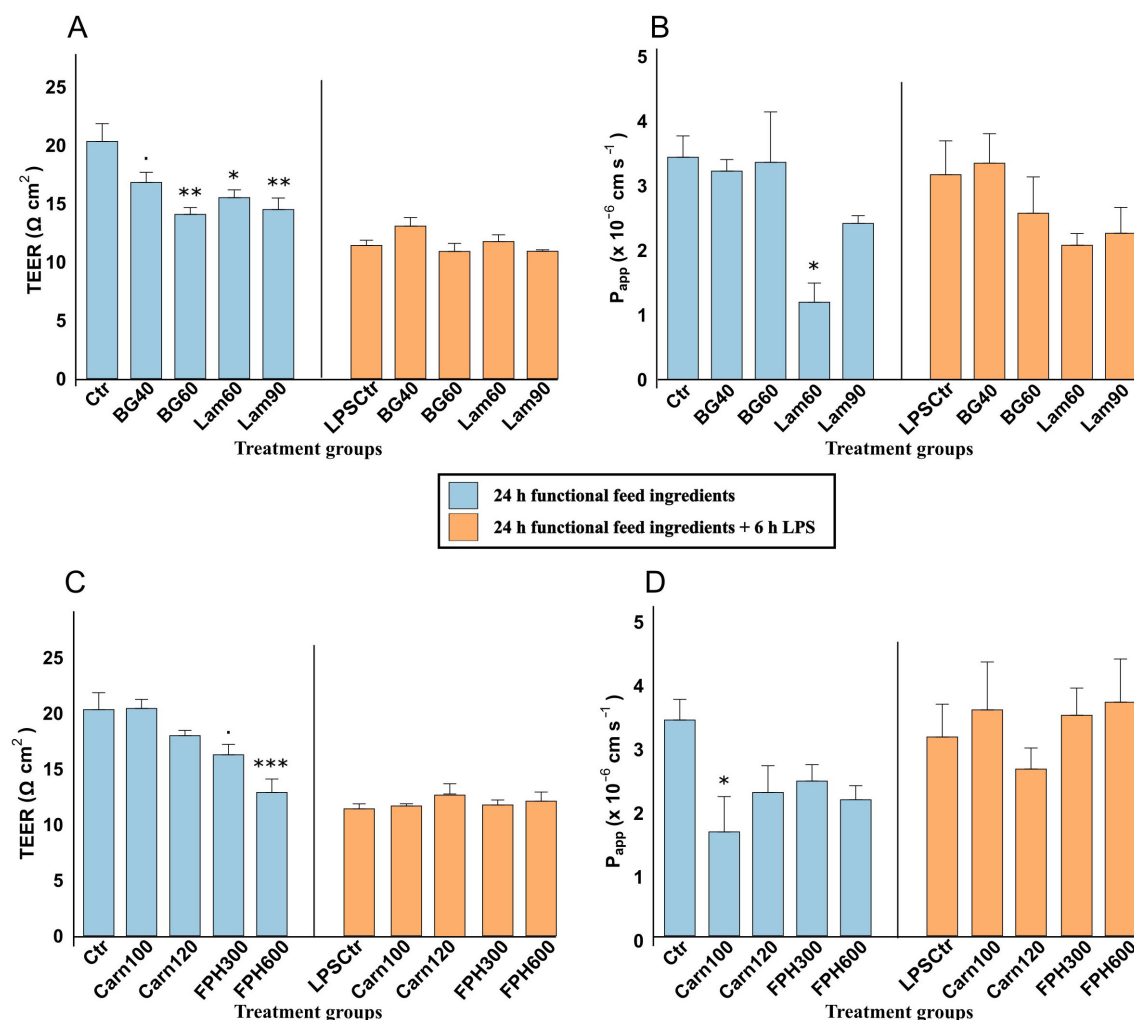 A
TEER (Ω cm²)
25
20
15
10
5
0
.
**
*
**
Ctr
BG40
BG60
Lam60
Lam90
LPSCtr
BG40
BG60
Lam60
Lam90
Treatment groups
B
Papp (x 10⁻⁶ cm s⁻¹)
5
4
3
2
1
0
*
Ctr
BG40
BG60
Lam60
Lam90
LPSCtr
BG40
BG60
Lam60
Lam90
Treatment groups
24 h functional feed ingredients
24 h functional feed ingredients + 6 h LPS
C
TEER (Ω cm²)
25
20
15
10
5
0
.
***
Ctr
Carn100
Carn120
FPH300
FPH600
LPSCtr
Carn100
Carn120
FPH300
FPH600
Treatment groups
D
Papp (x 10⁻⁶ cm s⁻¹)
5
4
3
2
1
0
*
Ctr
Carn100
Carn120
FPH300
FPH600
LPSCtr
Carn100
Carn120
FPH300
FPH600
Treatment groups